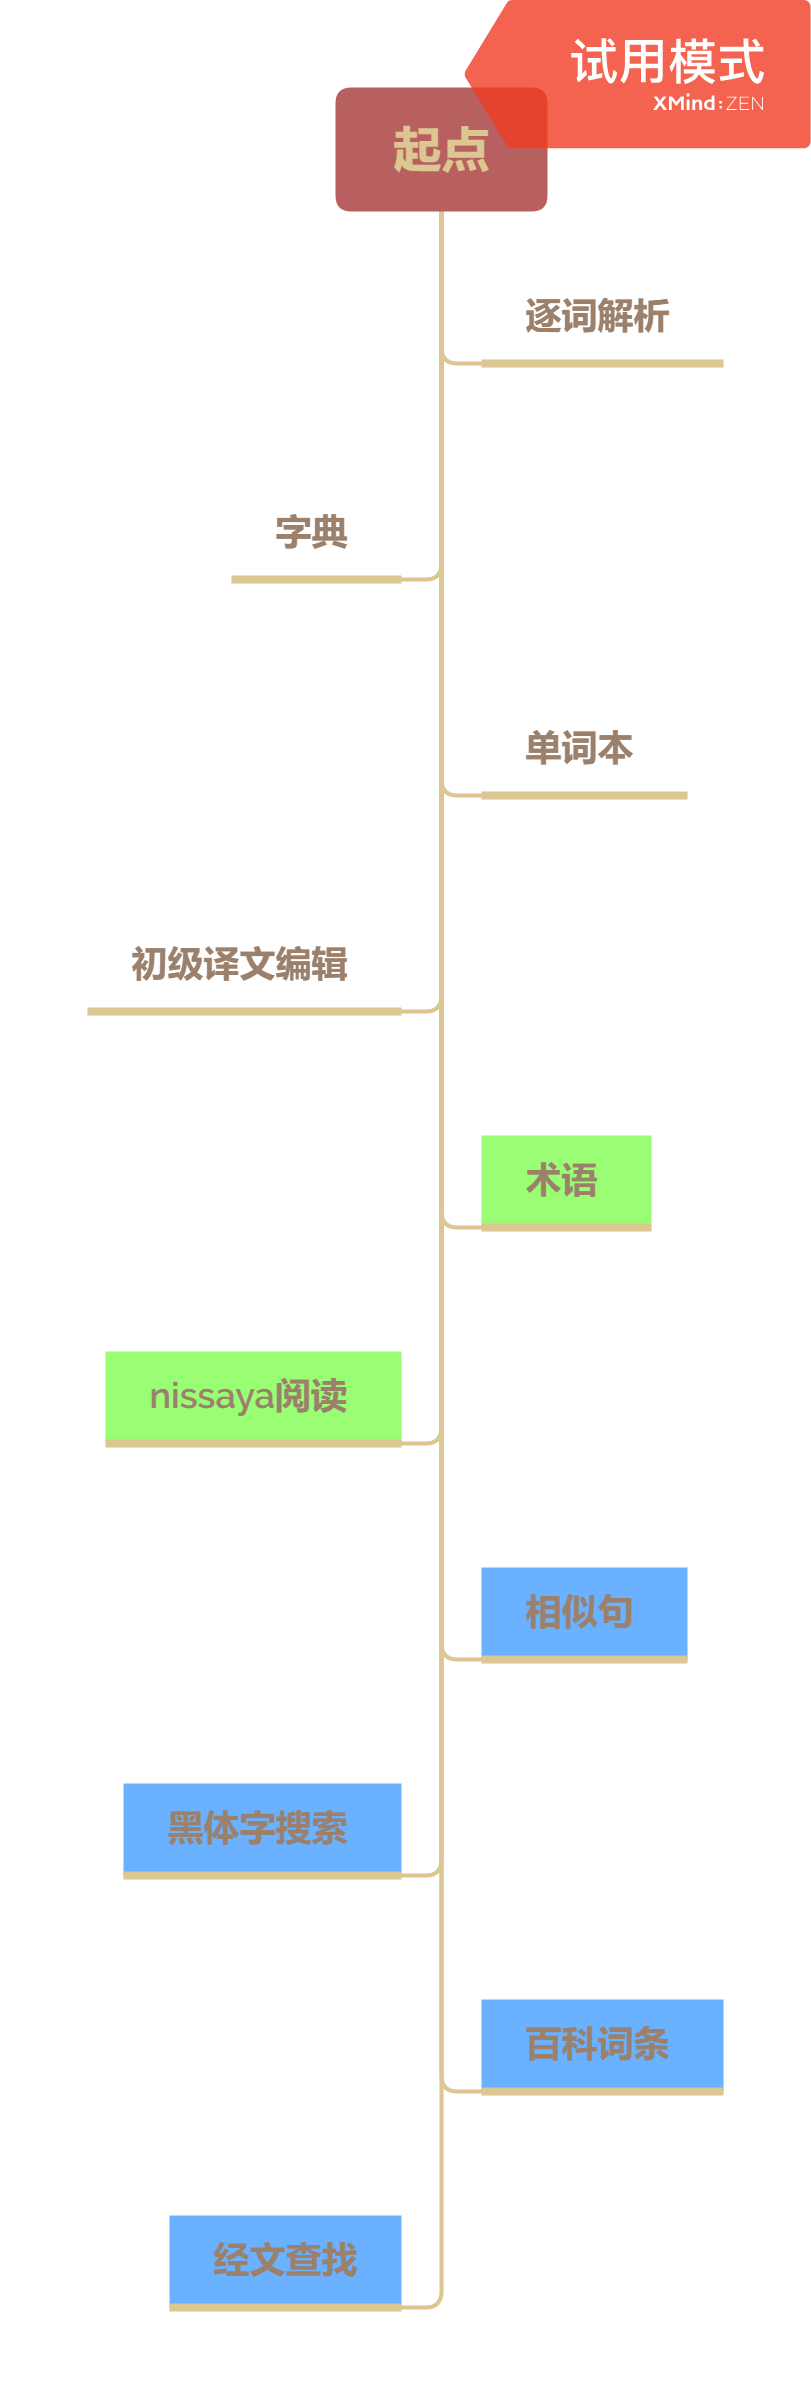 试用模式
XMind:ZEN
起点
逐词解析
字典
单词本
初级译文编辑
术语
nissaya阅读
相似句
黑体字搜索
百科词条
经文查找